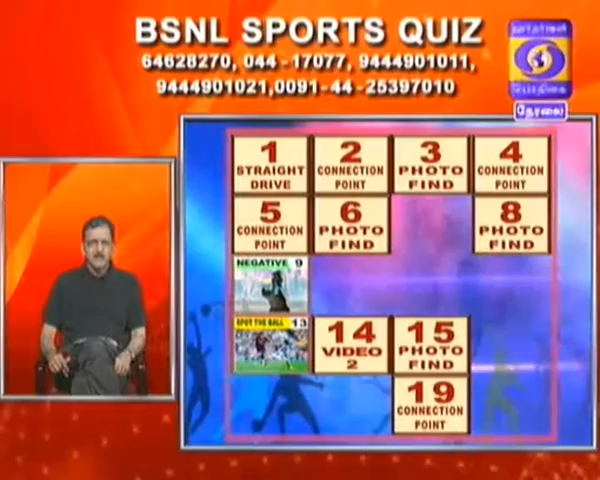 BSNL SPORTS QUIZ
64628270, 044 -17077, 9444901011,
9444901021,0091-44-25397010
பொதிகை
நேரலை
1
STRAIGHT
DRIVE
2
CONNECTION
POINT
3
PHOTO
FIND
4
CONNECTION
POINT
5
CONNECTION
POINT
6
PHOTO
FIND
8
PHOTO
FIND
NEGATIVE 9
SPOT THE BALL 13
14
VIDEO
2
15
PHOTO
FIND
19
CONNECTION
POINT